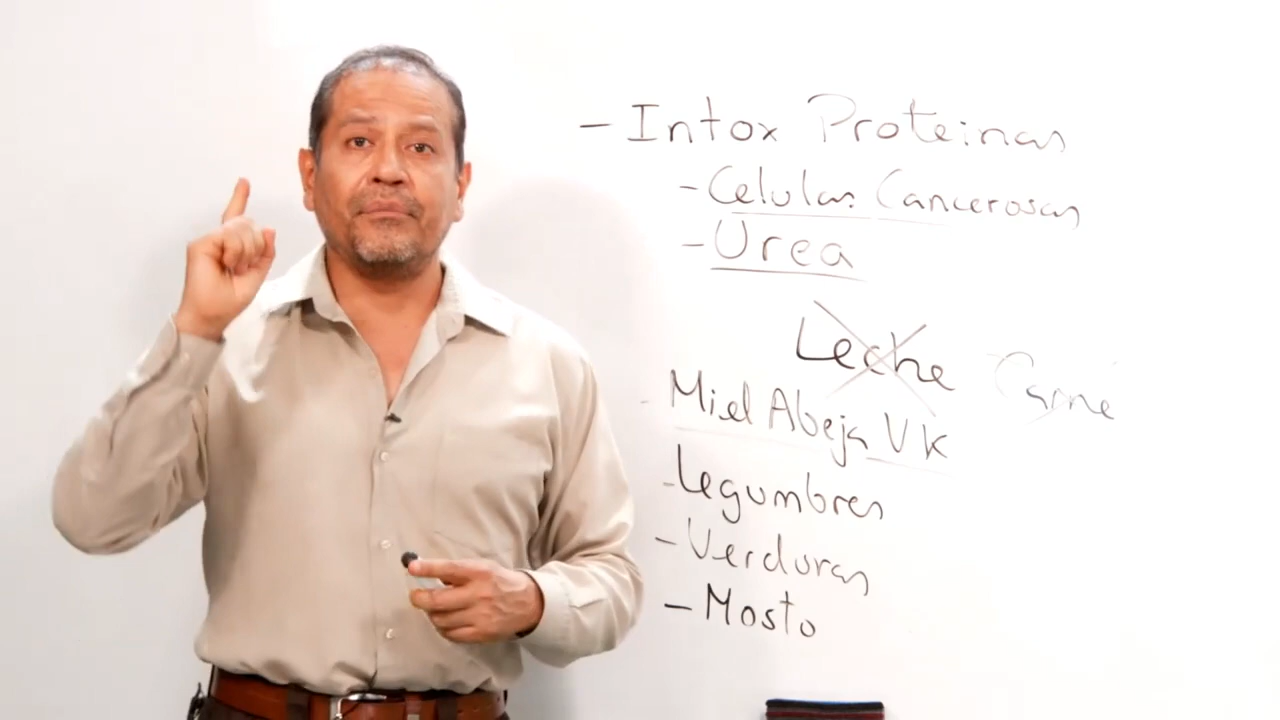 - Intox Proteinas
- Celulas Cancerosas
- Urea
Leche Carne
- Miel Abeja VK
- Legumbres
- Verduras
- Mosto